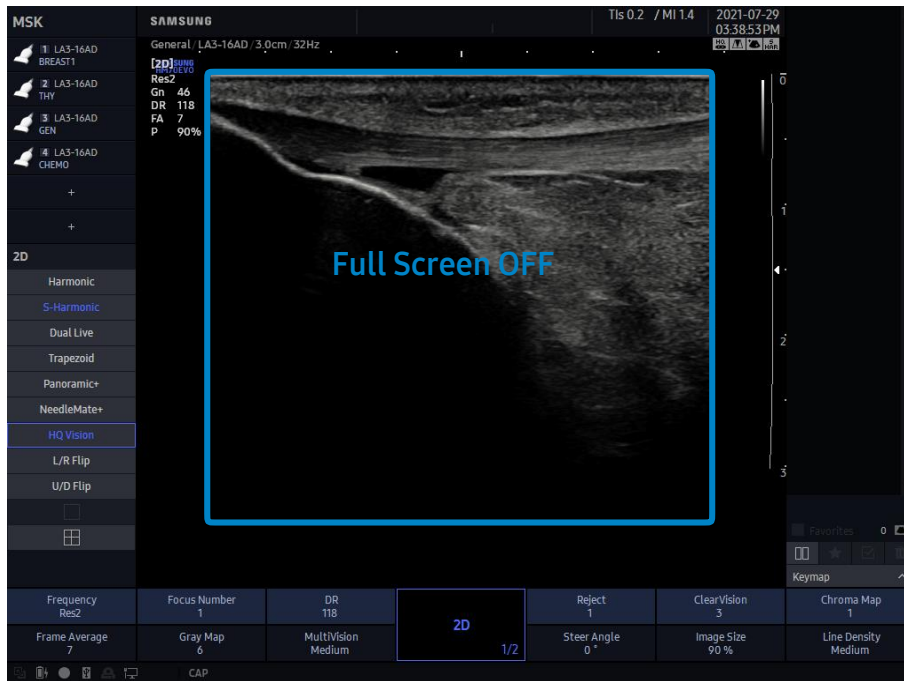 MSK
SAMSUNG
TIs 0.2 / MI 1.4
2021-07-29
03:38:53 PM
General / LA3-16AD / 3.0cm / 32Hz
[2D]
Res2
Gn 46
DR 118
FA 7
P 90%
1 LA3-16AD
BREAST1
2 LA3-16AD
THY
3 LA3-16AD
GEN
4 LA3-16AD
CHEMO
+
+
2D
Harmonic
S-Harmonic
Dual Live
Trapezoid
Panoramic+
NeedleMate+
HQ Vision
L/R Flip
U/D Flip
Full Screen OFF
0
1
2
3
Favorites 0
Keymap
Frequency
Res2
Focus Number
1
DR
118
2D
1/2
Reject
1
ClearVision
3
Chroma Map
1
Frame Average
7
Gray Map
6
MultiVision
Medium
Steer Angle
0 °
Image Size
90 %
Line Density
Medium
CAP